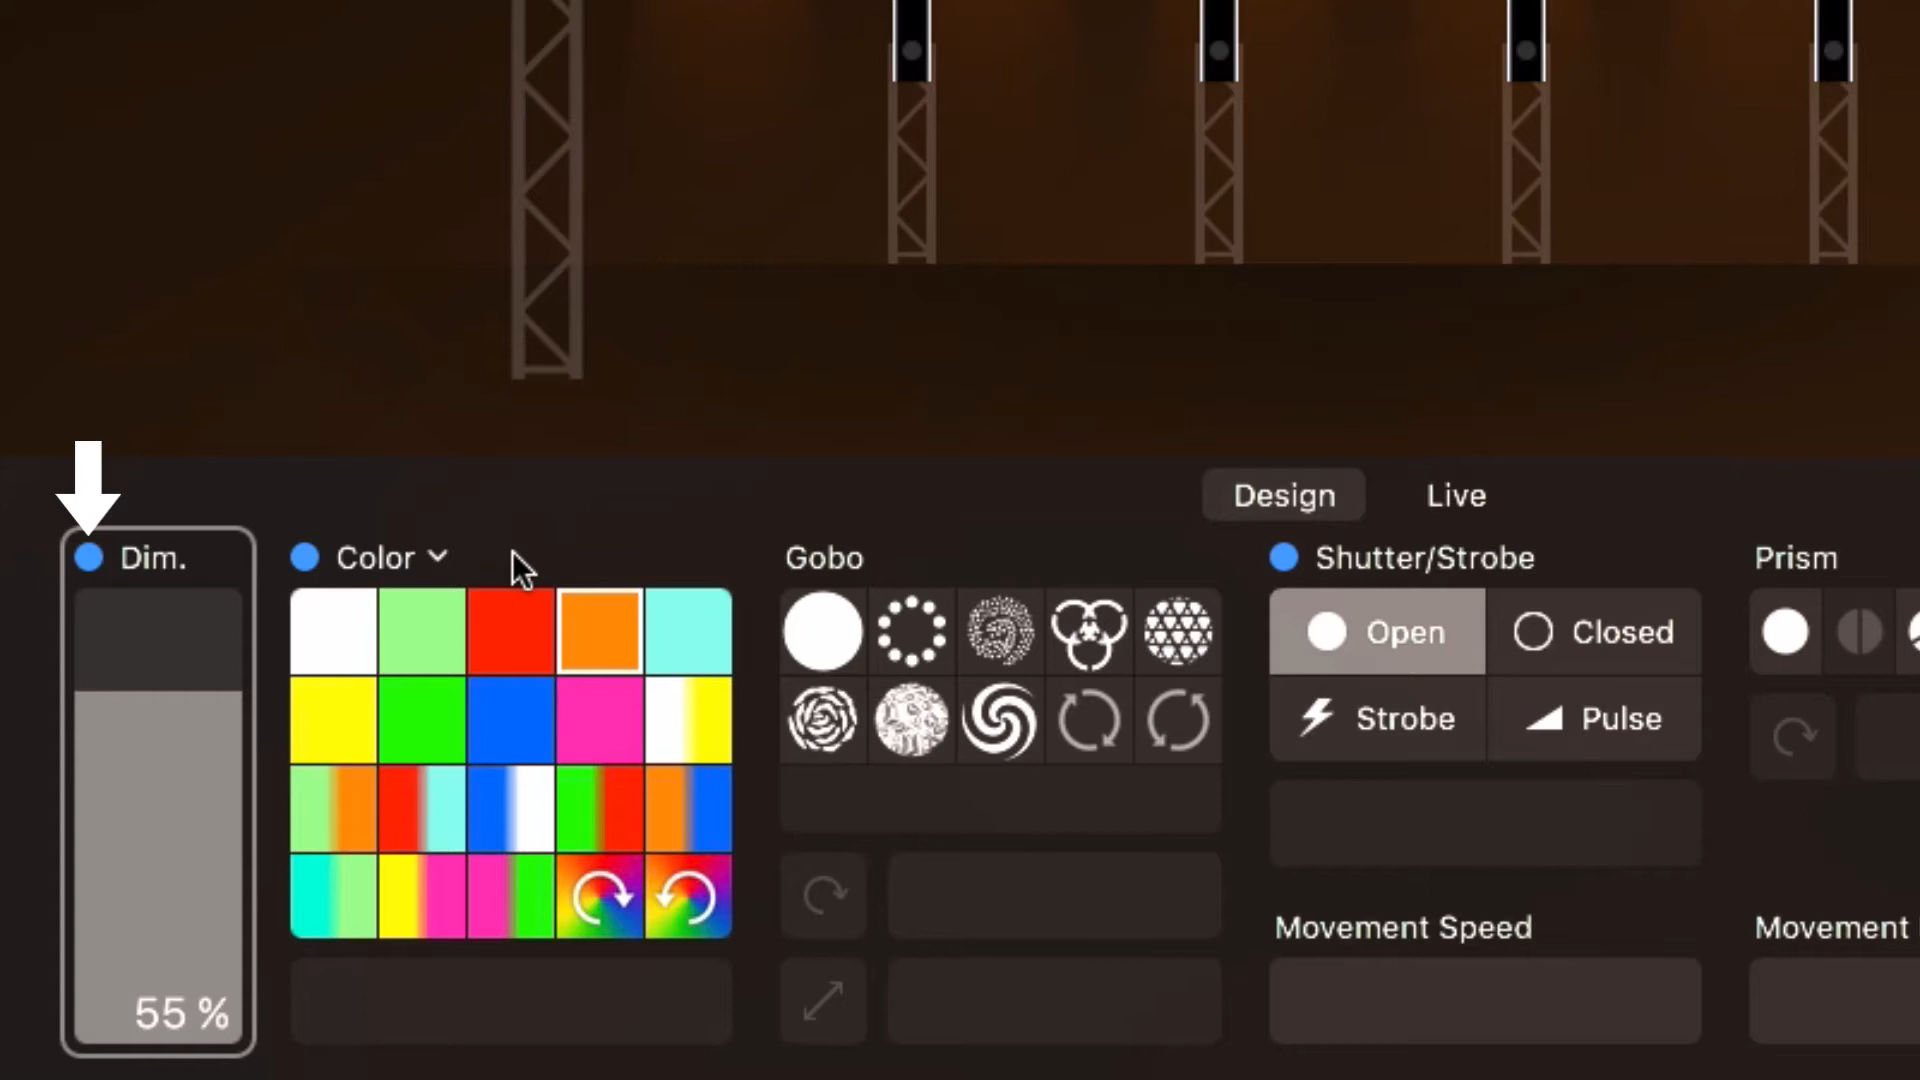 Design
Live
Dim.
Color
Gobo
Shutter/Strobe
Prism
Open
Closed
Strobe
Pulse
Movement Speed
Movement
55 %